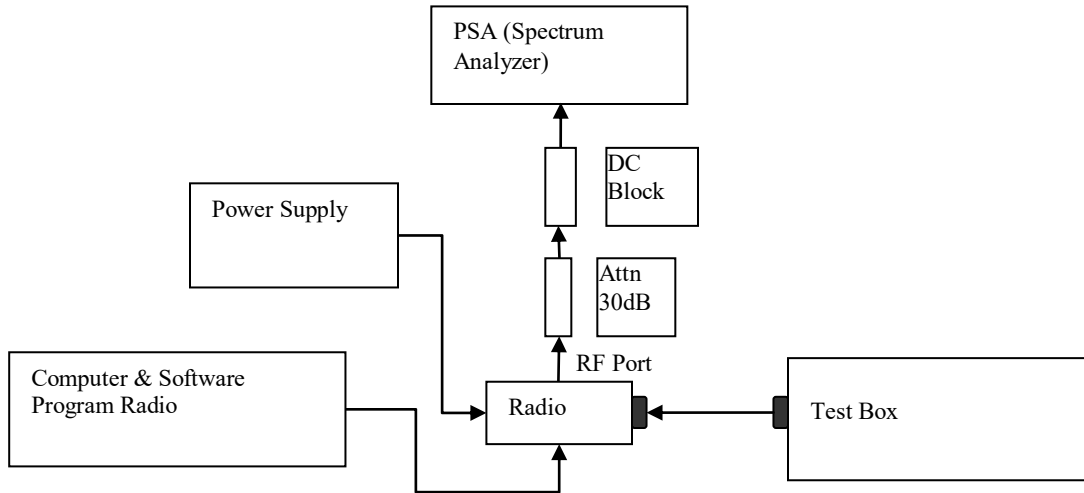 PSA (Spectrum
Analyzer)
DC
Block
Power Supply
Attn
30dB
RF Port
Computer & Software
Program Radio
Radio
Test Box